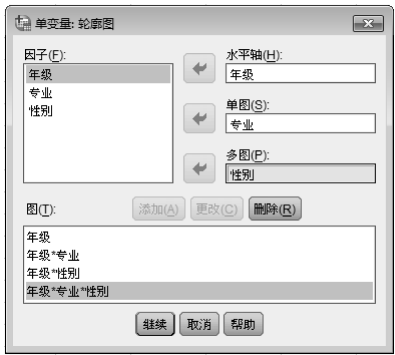 单变量: 轮廓图
因子(F):
年级
专业
性别
水平轴(H):
年级
单图(S):
专业
多图(P):
性别
图(T):
添加(A)
更改(C)
删除(R)
年级
年级*专业
年级*性别
年级*专业*性别
继续
取消
帮助